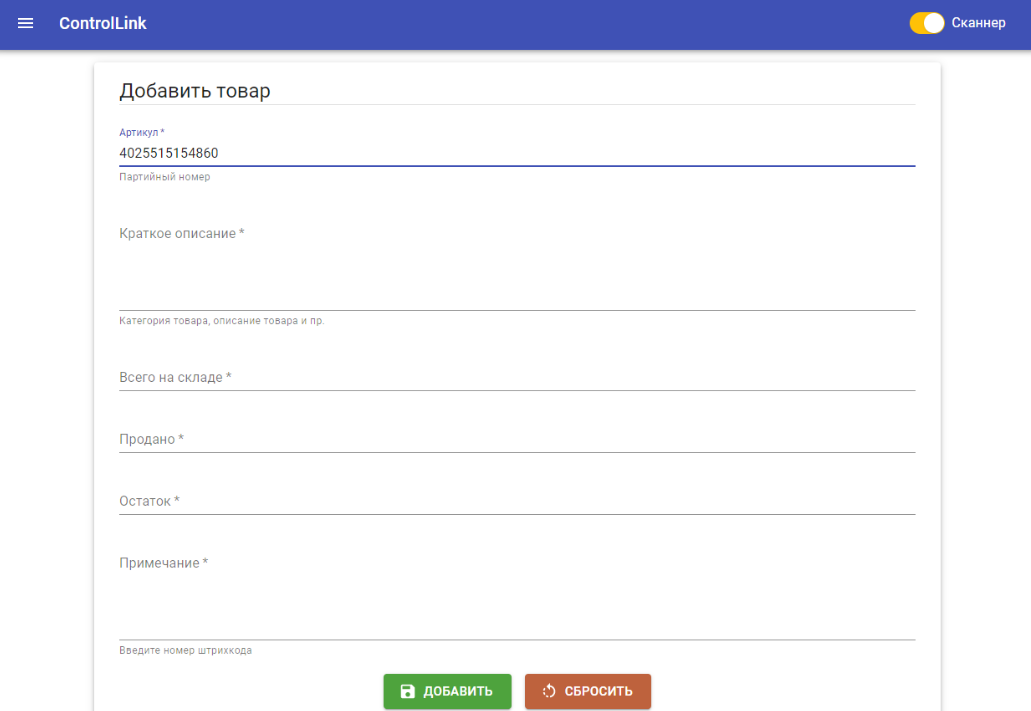 ControlLink
Сканнер
Добавить товар
Артикул *
4025515154860
Партийный номер
Краткое описание *
Категория товара, описание товара и пр.
Всего на складе *
Продано *
Остаток *
Примечание *
Введите номер штрихкода
ДОБАВИТЬ
СБРОСИТЬ